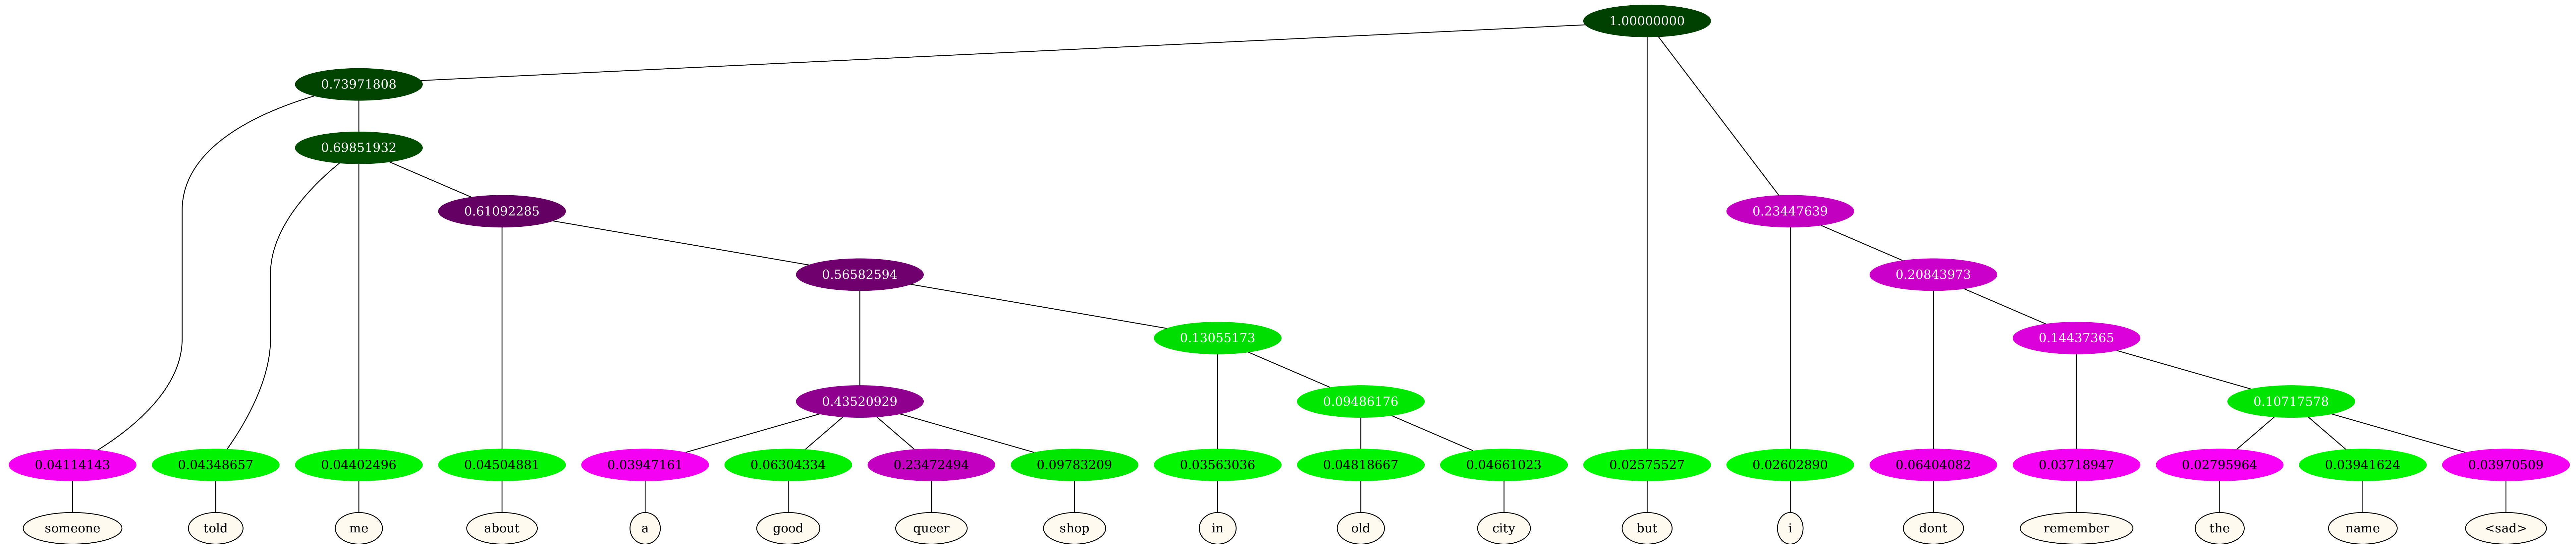 1.00000000
0.73971808
0.69851932
0.61092285 0.23447639
0.56582594 0.20843973
0.13055173 0.14437365
0.43520929 0.09486176 0.10717578
0.04114143 0.04348657 0.04402496 0.04504881 0.03947161 0.06304334 0.23472494 0.09783209 0.03563036 0.04818667 0.04661023 0.02575527 0.02602890 0.06404082 0.03718947 0.02795964 0.03941624 0.03970509
someone told me about a good queer shop in old city but i dont remember the name <sad>